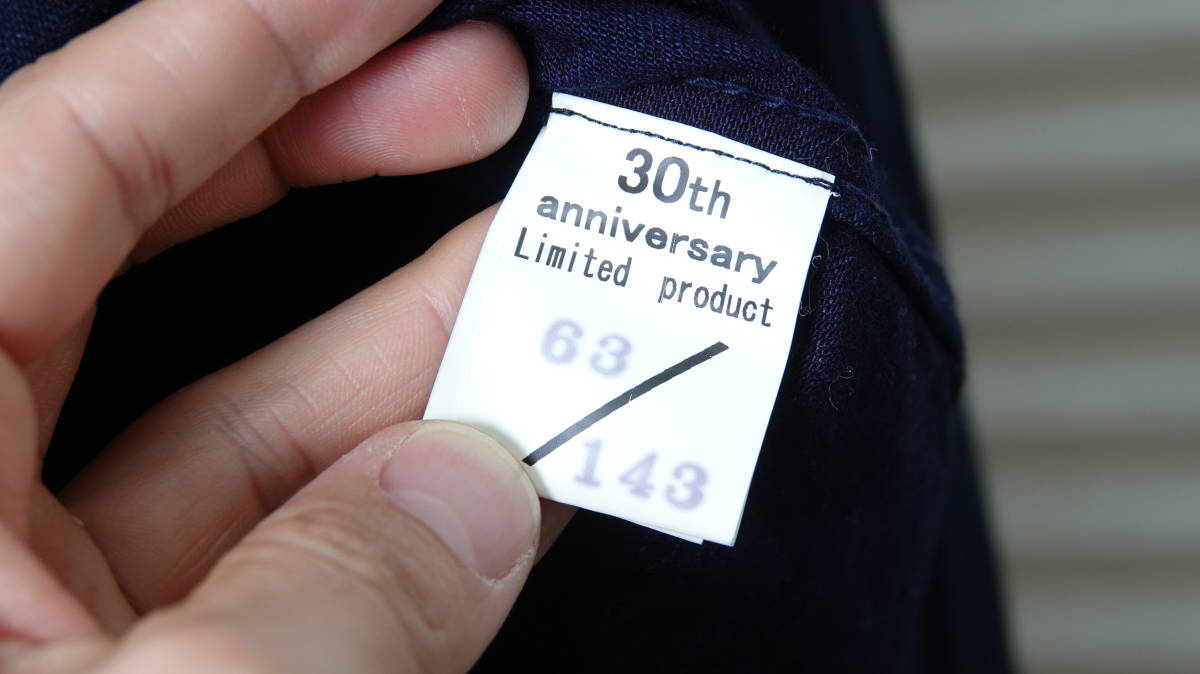 30th
anniversary
Limited product
63
/
143